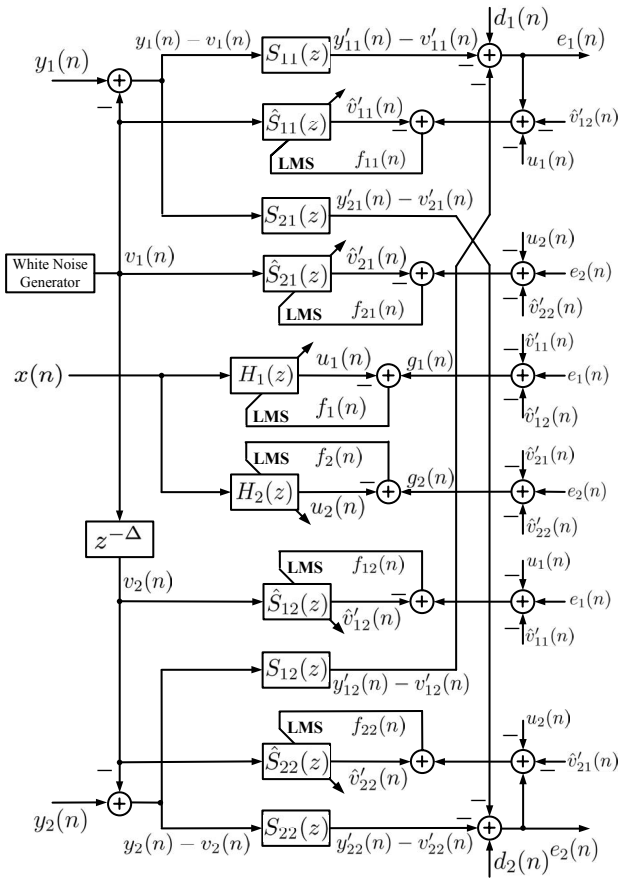 d₁(n)
y₁(n) − v₁(n)
S₁₁(z)
y′₁₁(n) − v′₁₁(n)
e₁(n)
y₁(n)
+
−
−
+
−
Ŝ₁₁(z)
v̂′₁₁(n)
−
+
+
−
v̂′₁₂(n)
LMS
f₁₁(n)
−
u₁(n)
S₂₁(z)
y′₂₁(n) − v′₂₁(n)
White Noise
Generator
v₁(n)
Ŝ₂₁(z)
v̂′₂₁(n)
−
+
−
u₂(n)
+
e₂(n)
LMS
f₂₁(n)
−
v̂′₂₂(n)
x(n)
H₁(z)
u₁(n)
−
+
g₁(n)
−
v̂′₁₁(n)
+
e₁(n)
LMS
f₁(n)
−
v̂′₁₂(n)
LMS
f₂(n)
−
v̂′₂₁(n)
H₂(z)
u₂(n)
−
+
g₂(n)
+
e₂(n)
−
v̂′₂₂(n)
z^{−Δ}
v₂(n)
LMS
f₁₂(n)
−
u₁(n)
Ŝ₁₂(z)
v̂′₁₂(n)
−
+
+
e₁(n)
−
v̂′₁₁(n)
S₁₂(z)
y′₁₂(n) − v′₁₂(n)
LMS
f₂₂(n)
−
u₂(n)
Ŝ₂₂(z)
v̂′₂₂(n)
−
+
+
−
v̂′₂₁(n)
−
+
y₂(n)
y₂(n) − v₂(n)
S₂₂(z)
y′₂₂(n) − v′₂₂(n)
−
−
+
d₂(n)
e₂(n)